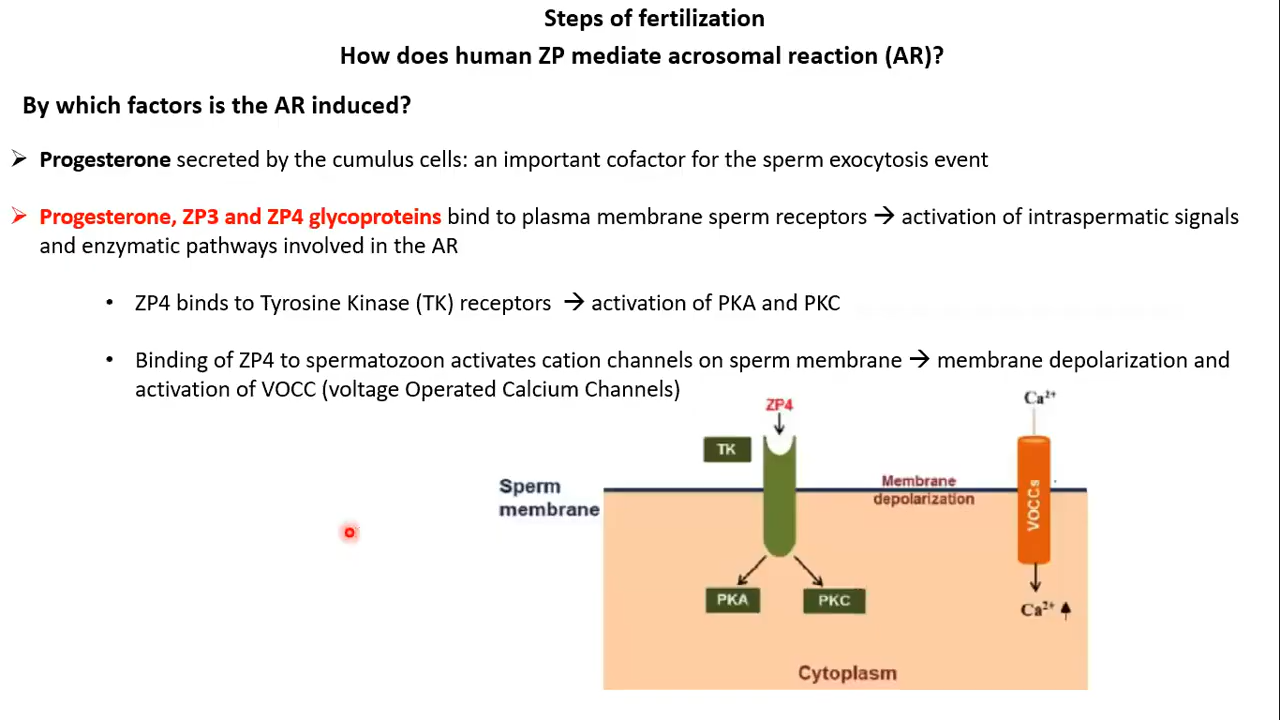 Steps of fertilization
How does human ZP mediate acrosomal reaction (AR)?
By which factors is the AR induced?
➢ Progesterone secreted by the cumulus cells: an important cofactor for the sperm exocytosis event
➢ Progesterone, ZP3 and ZP4 glycoproteins bind to plasma membrane sperm receptors → activation of intraspermatic signals
and enzymatic pathways involved in the AR
• ZP4 binds to Tyrosine Kinase (TK) receptors → activation of PKA and PKC
• Binding of ZP4 to spermatozoon activates cation channels on sperm membrane → membrane depolarization and
activation of VOCC (voltage Operated Calcium Channels)
ZP4
Ca²⁺
TK
Sperm
membrane
Membrane
depolarization
VOCCs
PKA
PKC
Ca²⁺
Cytoplasm